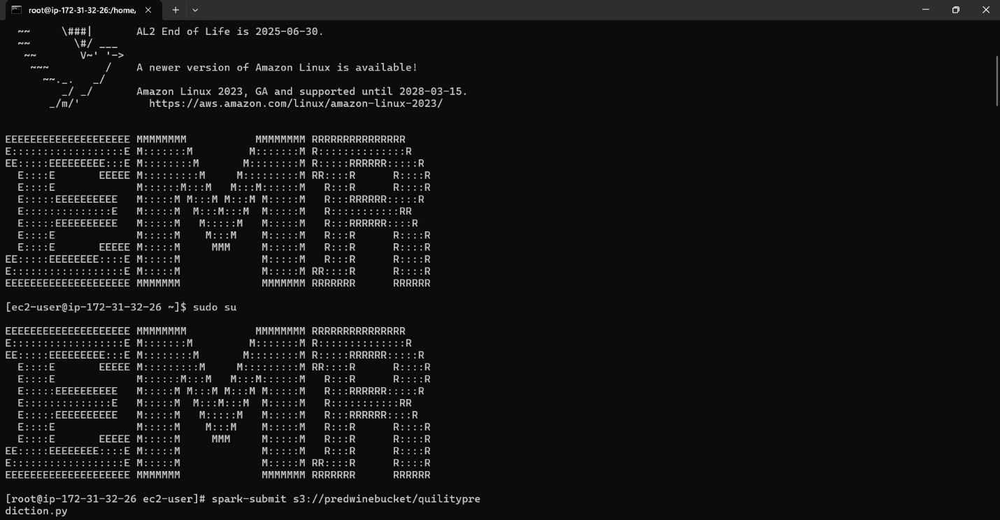 root@ip-172-31-32-26:/home/
~~     \###|       AL2 End of Life is 2025-06-30.
~~       \#/ ___
~~       V~' '->
~~~         /    A newer version of Amazon Linux is available!
~~._.   _/
_/ _/       Amazon Linux 2023, GA and supported until 2028-03-15.
_/m/'           https://aws.amazon.com/linux/amazon-linux-2023/
EEEEEEEEEEEEEEEEEEEE MMMMMMMM           MMMMMMMM RRRRRRRRRRRRRRR
E::::::::::::::::::E M:::::::M         M:::::::M R::::::::::::::R
EE:::::EEEEEEEEE:::E M::::::::M       M::::::::M R:::::RRRRRR:::::R
  E::::E       EEEEE M:::::::::M     M:::::::::M RR::::R      R::::R
  E::::E             M::::::M:::M   M:::M::::::M   R:::R      R::::R
  E:::::EEEEEEEEEE   M:::::M M:::M M:::M M:::::M   R:::RRRRRR:::::R
  E::::::::::::::E   M:::::M  M:::M:::M  M:::::M   R:::::::::::RR
  E:::::EEEEEEEEEE   M:::::M   M:::::M   M:::::M   R:::RRRRRR::::R
  E::::E             M:::::M    M:::M    M:::::M   R:::R      R::::R
  E::::E       EEEEE M:::::M     MMM     M:::::M   R:::R      R::::R
EE:::::EEEEEEEE::::E M:::::M             M:::::M   R:::R      R::::R
E::::::::::::::::::E M:::::M             M:::::M RR::::R      R::::R
EEEEEEEEEEEEEEEEEEEE MMMMMMM             MMMMMMM RRRRRRR      RRRRRR
[ec2-user@ip-172-31-32-26 ~]$ sudo su
EEEEEEEEEEEEEEEEEEEE MMMMMMMM           MMMMMMMM RRRRRRRRRRRRRRR
E::::::::::::::::::E M:::::::M         M:::::::M R::::::::::::::R
EE:::::EEEEEEEEE:::E M::::::::M       M::::::::M R:::::RRRRRR:::::R
  E::::E       EEEEE M:::::::::M     M:::::::::M RR::::R      R::::R
  E::::E             M::::::M:::M   M:::M::::::M   R:::R      R::::R
  E:::::EEEEEEEEEE   M:::::M M:::M M:::M M:::::M   R:::RRRRRR:::::R
  E::::::::::::::E   M:::::M  M:::M:::M  M:::::M   R:::::::::::RR
  E:::::EEEEEEEEEE   M:::::M   M:::::M   M:::::M   R:::RRRRRR::::R
  E::::E             M:::::M    M:::M    M:::::M   R:::R      R::::R
  E::::E       EEEEE M:::::M     MMM     M:::::M   R:::R      R::::R
EE:::::EEEEEEEE::::E M:::::M             M:::::M   R:::R      R::::R
E::::::::::::::::::E M:::::M             M:::::M RR::::R      R::::R
EEEEEEEEEEEEEEEEEEEE MMMMMMM             MMMMMMM RRRRRRR      RRRRRR
[root@ip-172-31-32-26 ec2-user]# spark-submit s3://predwinebucket/quilitypre
diction.py